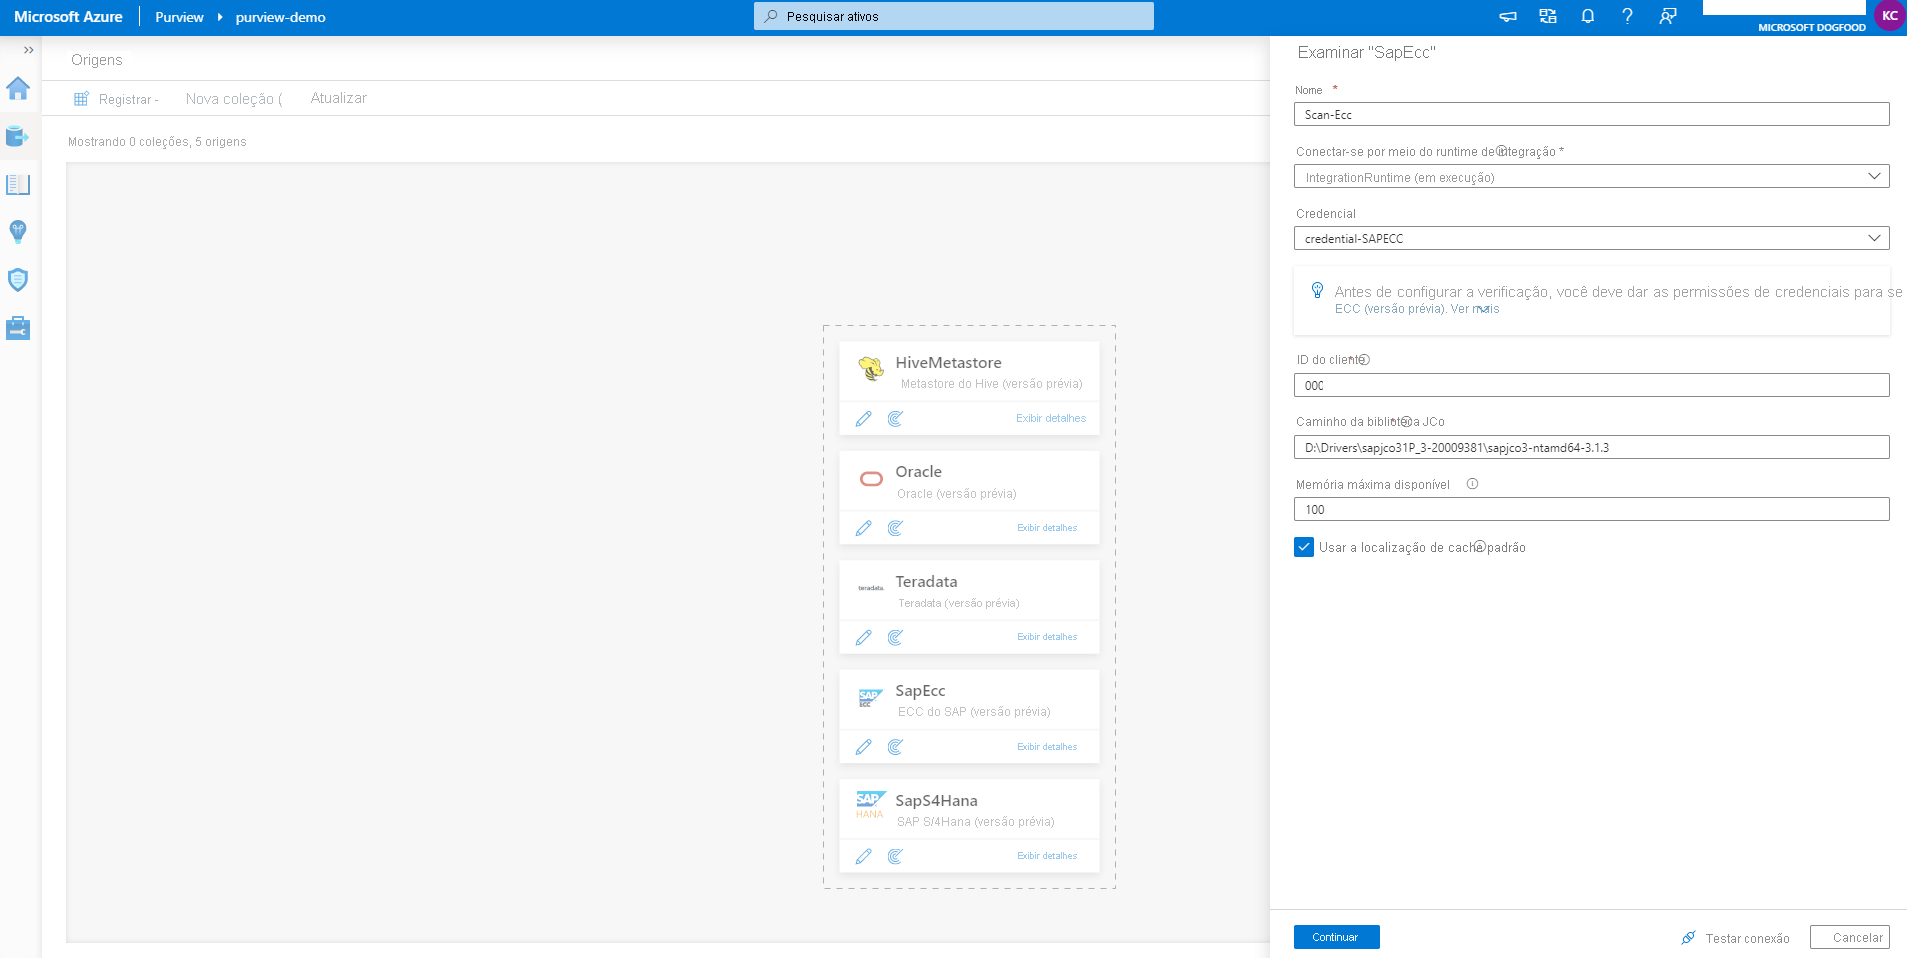 Microsoft Azure
Purview
purview-demo
Pesquisar ativos
MICROSOFT DOGFOOD
KC
Origens
Registrar -
Nova coleção (
Atualizar
Mostrando 0 coleções, 5 origens
HiveMetastore
Metastore do Hive (versão prévia)
Exibir detalhes
Oracle
Oracle (versão prévia)
Exibir detalhes
teradata.
Teradata
Teradata (versão prévia)
Exibir detalhes
SAP
ECC
SapEcc
ECC do SAP (versão prévia)
Exibir detalhes
SAP
HANA
SapS4Hana
SAP S/4Hana (versão prévia)
Exibir detalhes
Examinar "SapEcc"
Nome *
Scan-Ecc
Conectar-se por meio do runtime de integração *
IntegrationRuntime (em execução)
Credencial
credential-SAPECC
Antes de configurar a verificação, você deve dar as permissões de credenciais para se
ECC (versão prévia). Ver mais
ID do cliente *
000
Caminho da biblioteca JCo *
D:\Drivers\sapjco31P_3-20009381\sapjco3-ntamd64-3.1.3
Memória máxima disponível
100
Usar a localização de cache padrão
Continuar
Testar conexão
Cancelar